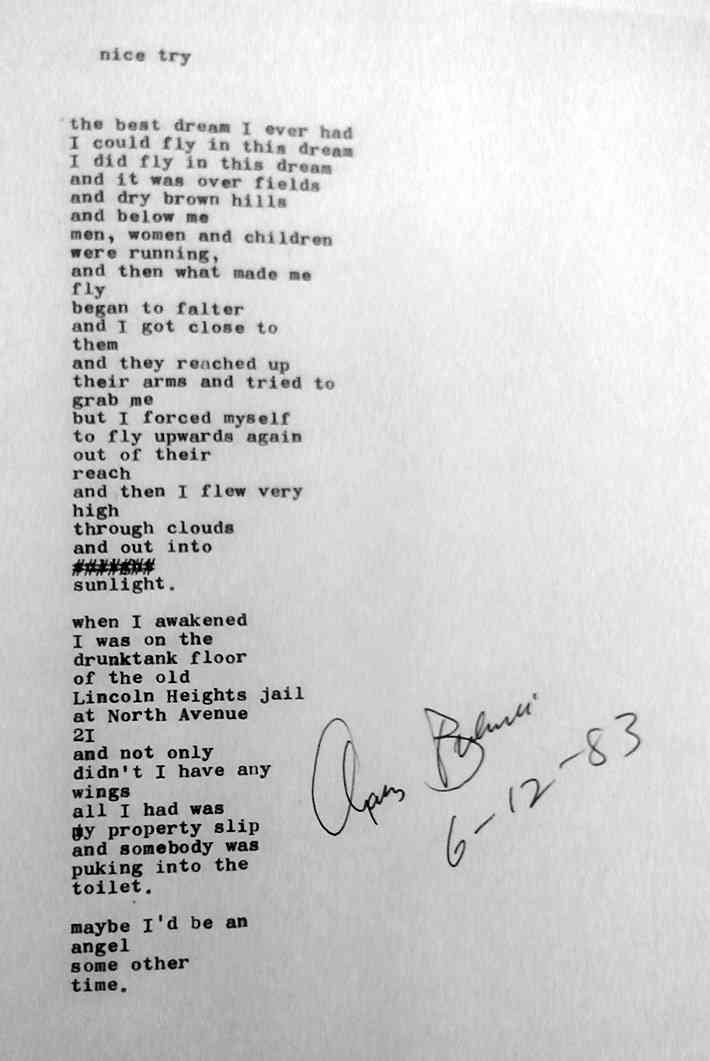 nice try
the best dream I ever had
I could fly in this dream
I did fly in this dream
and it was over fields
and dry brown hills
and below me
men, women and children
were running,
and then what made me
fly
began to falter
and I got close to
them
and they reached up
their arms and tried to
grab me
but I forced myself
to fly upwards again
out of their
reach
and then I flew very
high
through clouds
and out into
#######
sunlight.
when I awakened
I was on the
drunktank floor
of the old
Lincoln Heights jail
at North Avenue
2I
and not only
didn't I have any
wings
all I had was
my property slip
and somebody was
puking into the
toilet.
maybe I'd be an
angel
some other
time.
6-12-83